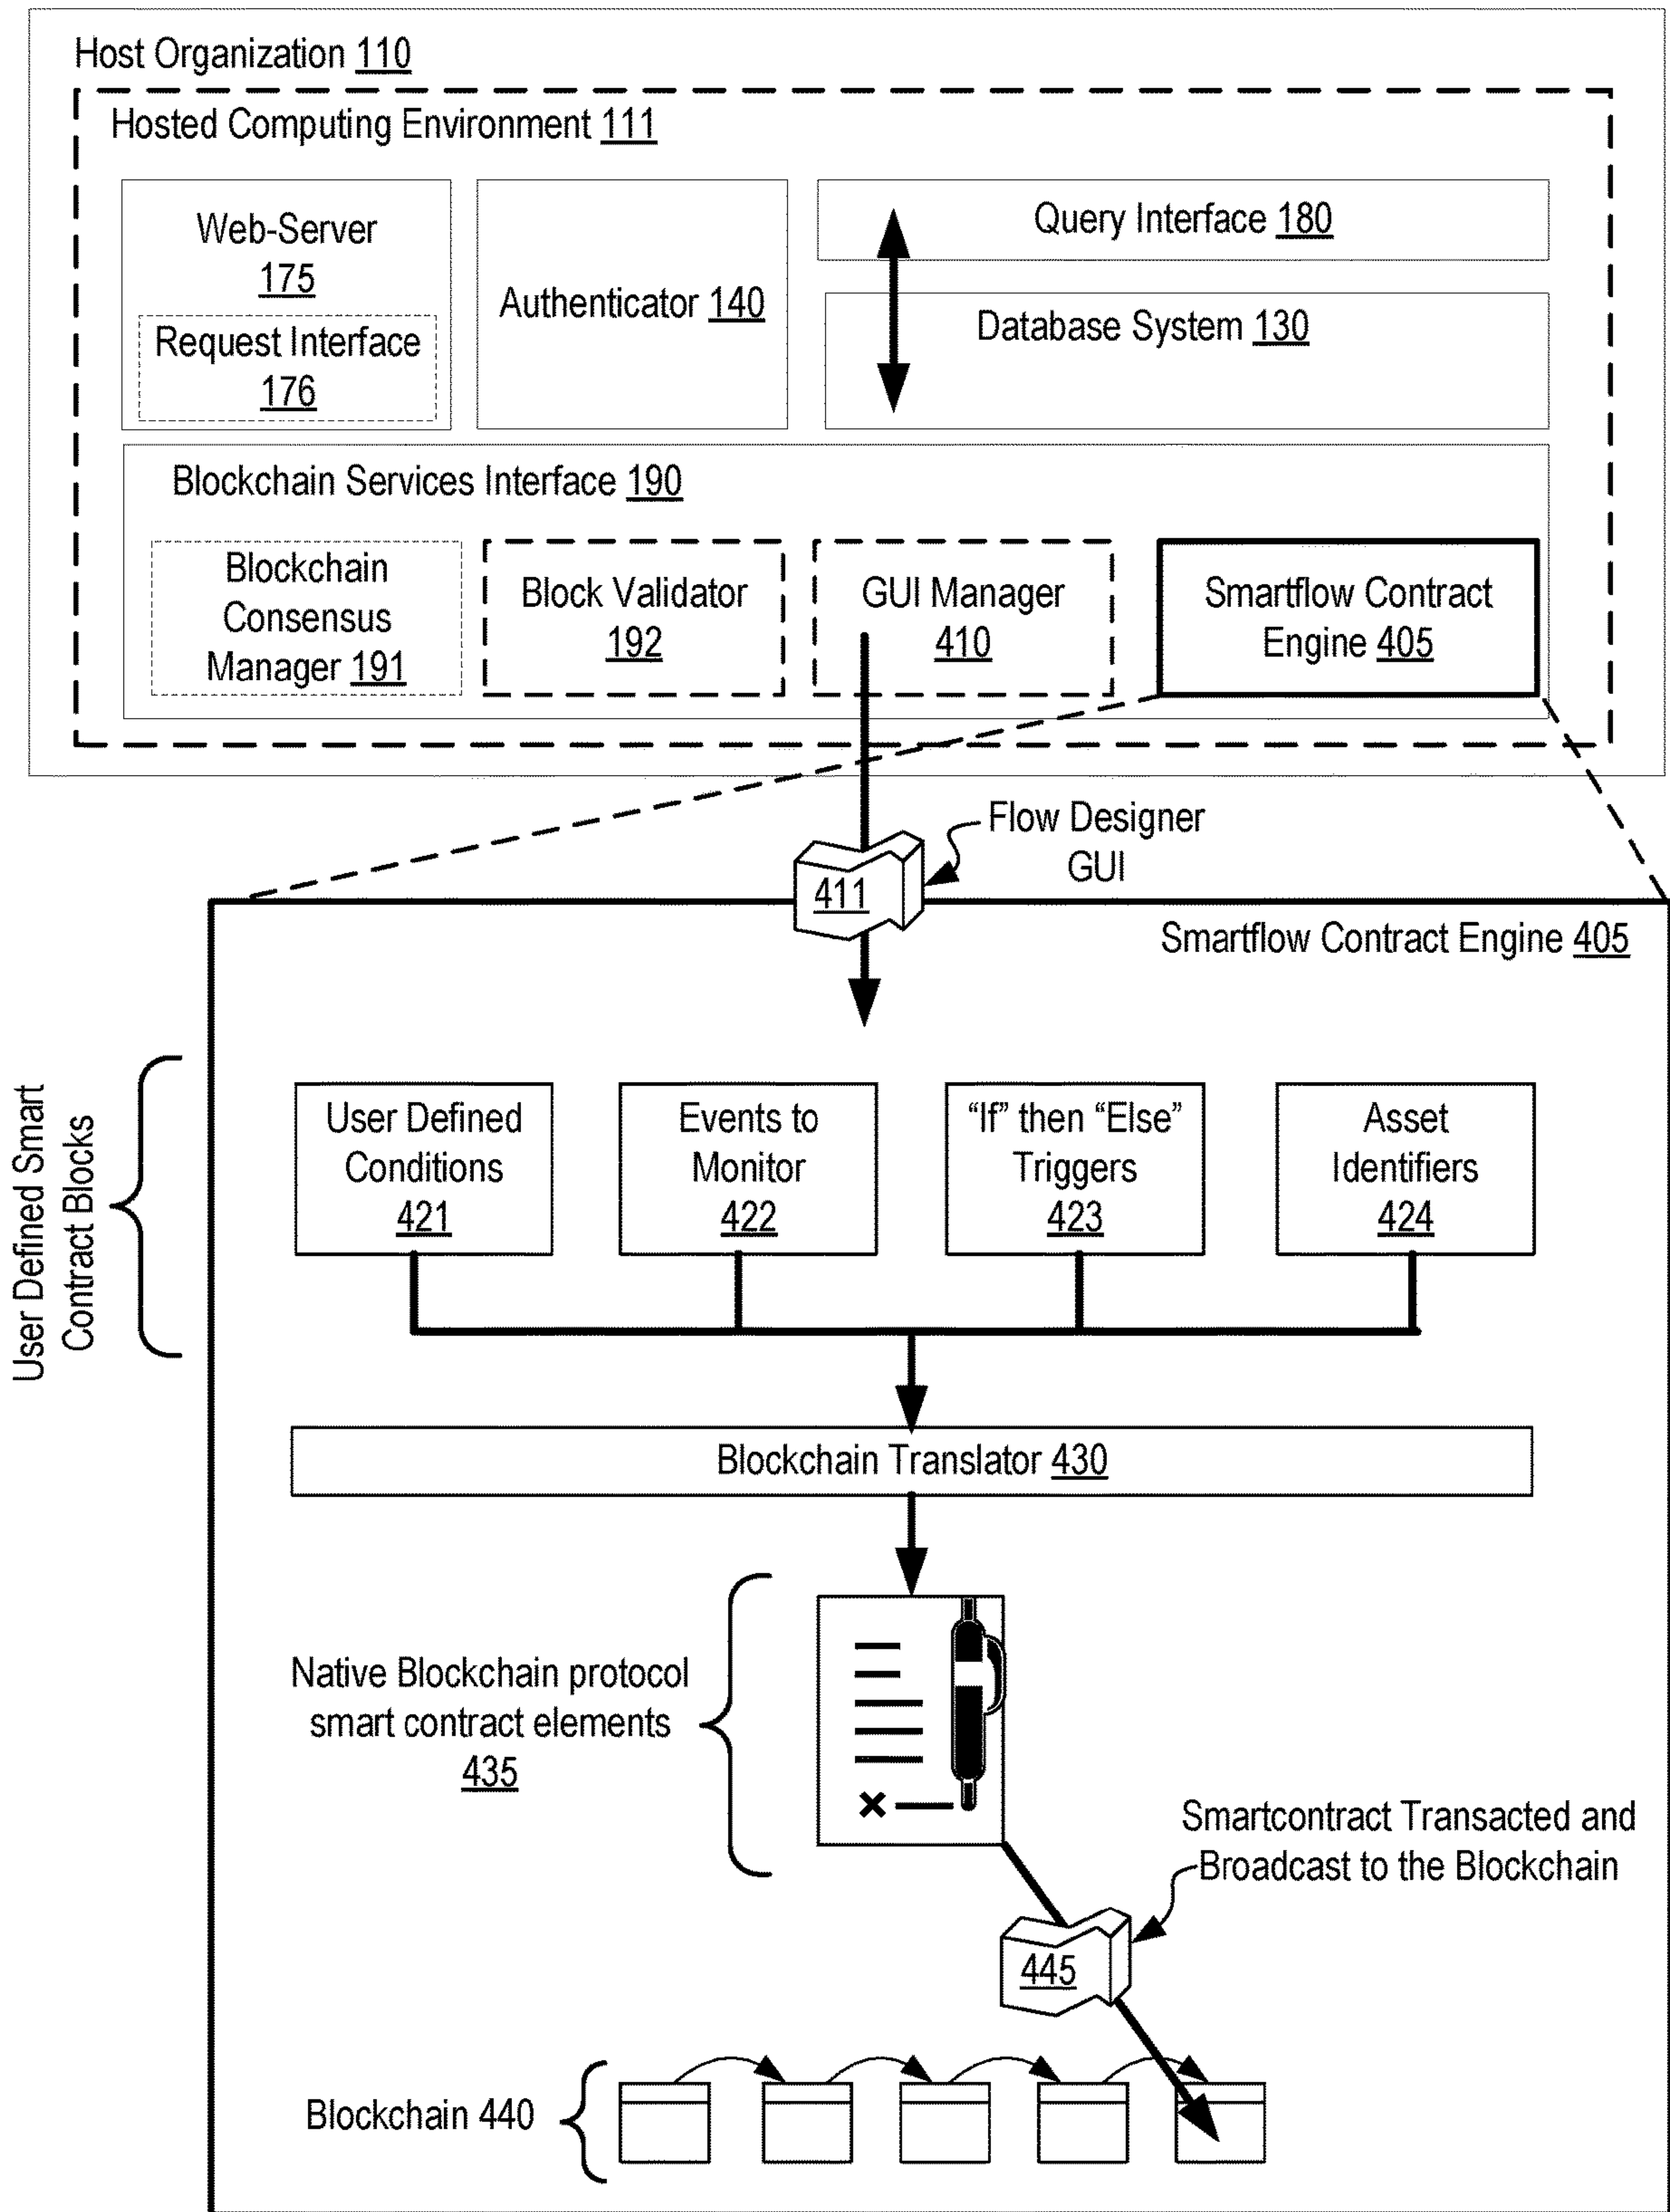 Host Organization 110
Hosted Computing Environment 111
Web-Server
175
Request Interface
176
Authenticator 140
Query Interface 180
Database System 130
Blockchain Services Interface 190
Blockchain
Consensus
Manager 191
Block Validator
192
GUI Manager
410
Smartflow Contract
Engine 405
Flow Designer
GUI
411
Smartflow Contract Engine 405
User Defined Smart
Contract Blocks
User Defined
Conditions
421
Events to
Monitor
422
“If” then “Else”
Triggers
423
Asset
Identifiers
424
Blockchain Translator 430
Native Blockchain protocol
smart contract elements
435
Smartcontract Transacted and
Broadcast to the Blockchain
445
Blockchain 440